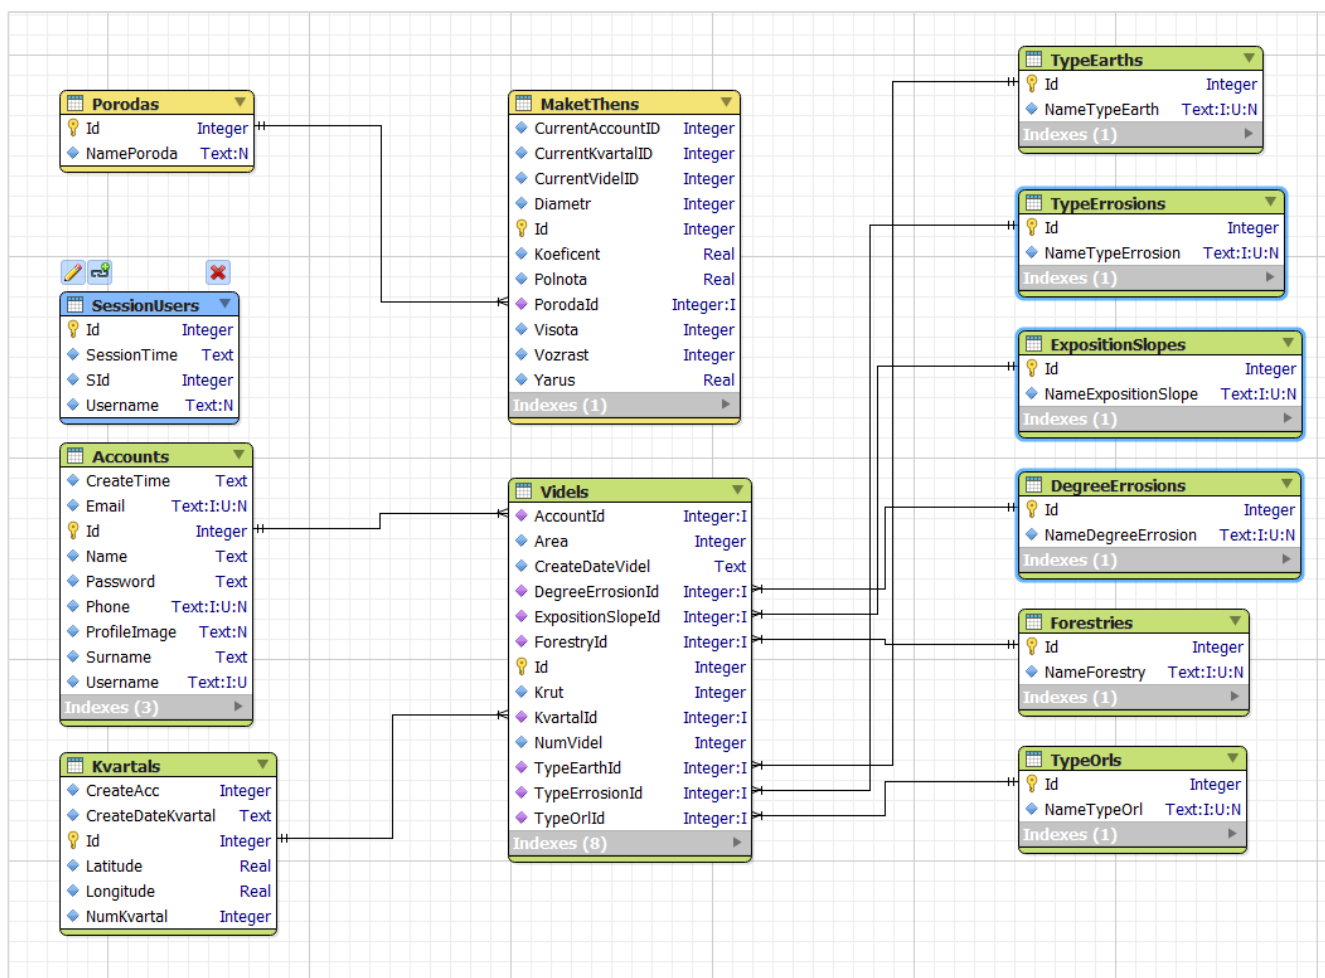 Porodas
Id Integer
NamePoroda Text:N
SessionUsers
Id Integer
SessionTime Text
SId Integer
Username Text:N
Accounts
CreateTime Text
Email Text:I:U:N
Id Integer
Name Text
Password Text
Phone Text:I:U:N
ProfileImage Text:N
Surname Text
Username Text:I:U
Indexes (3)
Kvartals
CreateAcc Integer
CreateDateKvartal Text
Id Integer
Latitude Real
Longitude Real
NumKvartal Integer
MaketThens
CurrentAccountID Integer
CurrentKvartalID Integer
CurrentVidelID Integer
Diametr Integer
Id Integer
Koeficent Real
Polnota Real
PorodaId Integer:I
Visota Integer
Vozrast Integer
Yarus Real
Indexes (1)
Videls
AccountId Integer:I
Area Integer
CreateDateVidel Text
DegreeErrosionId Integer:I
ExpositionSlopeId Integer:I
ForestryId Integer:I
Id Integer
Krut Integer
KvartalId Integer:I
NumVidel Integer
TypeEarthId Integer:I
TypeErrosionId Integer:I
TypeOrlId Integer:I
Indexes (8)
TypeEarths
Id Integer
NameTypeEarth Text:I:U:N
Indexes (1)
TypeErrosions
Id Integer
NameTypeErrosion Text:I:U:N
Indexes (1)
ExpositionSlopes
Id Integer
NameExpositionSlope Text:I:U:N
Indexes (1)
DegreeErrosions
Id Integer
NameDegreeErrosion Text:I:U:N
Indexes (1)
Forestries
Id Integer
NameForestry Text:I:U:N
Indexes (1)
TypeOrls
Id Integer
NameTypeOrl Text:I:U:N
Indexes (1)